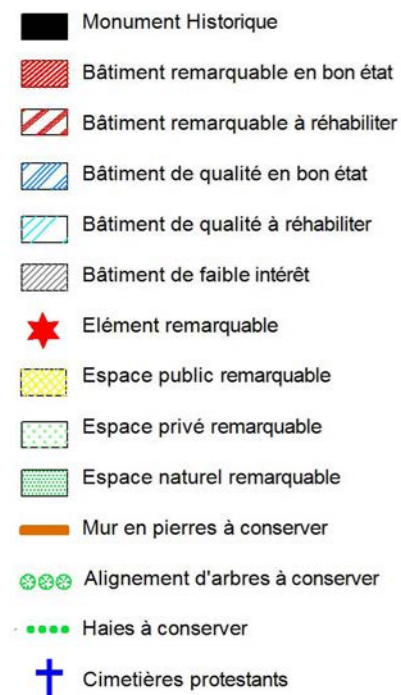 Monument Historique
Bâtiment remarquable en bon état
Bâtiment remarquable à réhabiliter
Bâtiment de qualité en bon état
Bâtiment de qualité à réhabiliter
Bâtiment de faible intérêt
Elément remarquable
Espace public remarquable
Espace privé remarquable
Espace naturel remarquable
Mur en pierres à conserver
Alignement d'arbres à conserver
Haies à conserver
Cimetières protestants